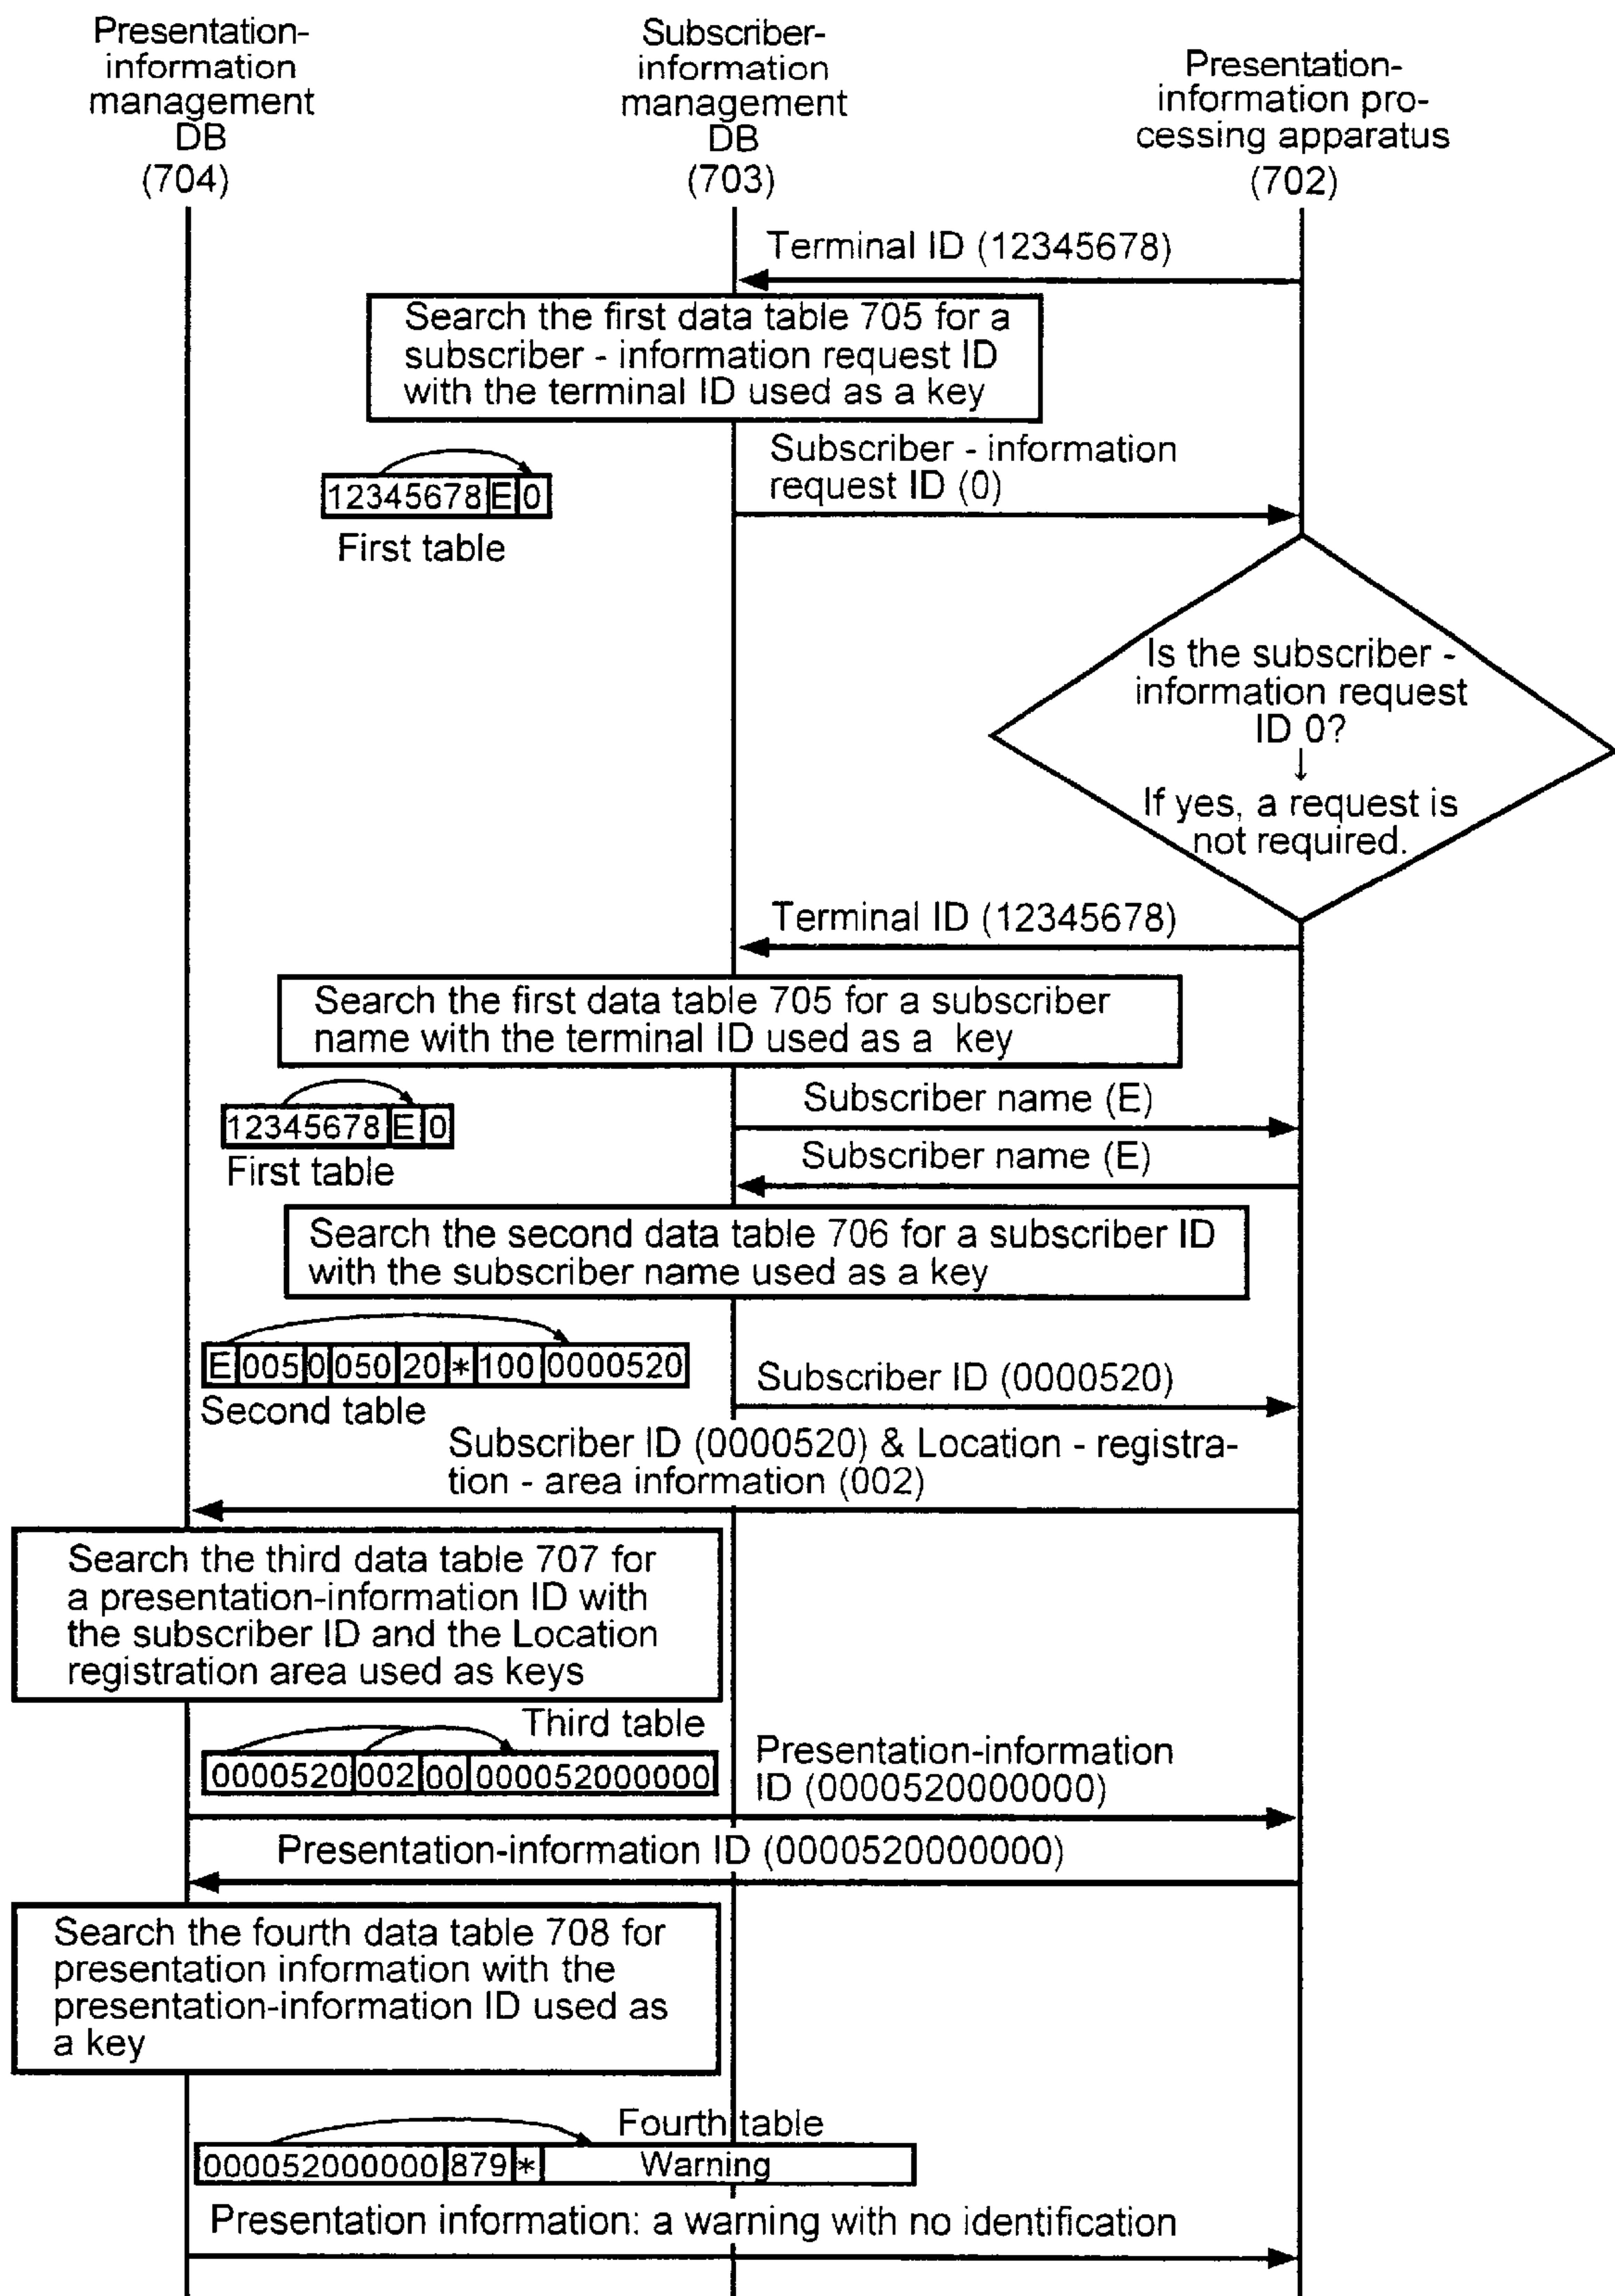 Presentation-
information
management
DB
(704)
Subscriber-
information
management
DB
(703)
Presentation-
information pro-
cessing apparatus
(702)
Terminal ID (12345678)
Search the first data table 705 for a
subscriber - information request ID
with the terminal ID used as a key
Subscriber - information
request ID (0)
12345678 E 0
First table
Is the subscriber -
information request
ID 0?
↓
If yes, a request is
not required.
Terminal ID (12345678)
Search the first data table 705 for a subscriber
name with the terminal ID used as a key
Subscriber name (E)
12345678 E 0
First table
Subscriber name (E)
Search the second data table 706 for a subscriber ID
with the subscriber name used as a key
E 005 0 050 20 * 100 0000520
Second table
Subscriber ID (0000520)
Subscriber ID (0000520) & Location - registra-
tion - area information (002)
Search the third data table 707 for
a presentation-information ID with
the subscriber ID and the Location
registration area used as keys
Third table
0000520 002 00 000052000000
Presentation-information
ID (0000520000000)
Presentation-information ID (0000520000000)
Search the fourth data table 708 for
presentation information with the
presentation-information ID used as
a key
Fourth table
000052000000 879 * Warning
Presentation information: a warning with no identification